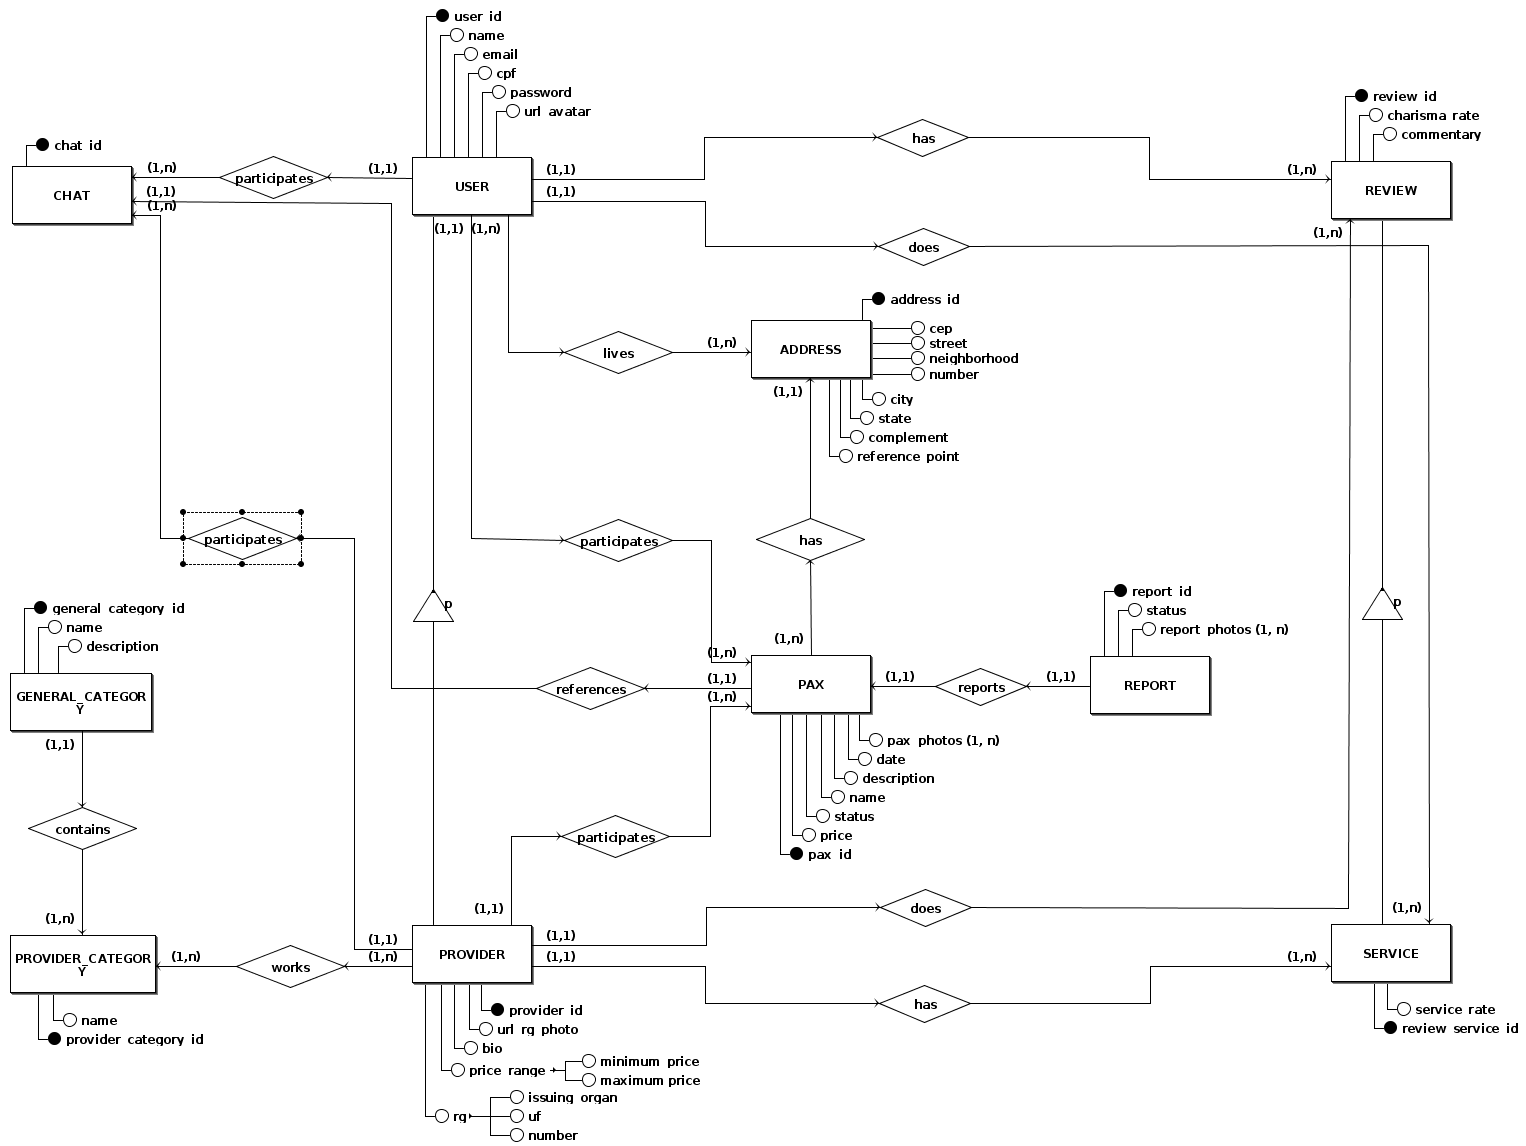 user id
name
email
cpf
password
url avatar
review id
charisma rate
commentary
chat id
(1,n)
participates
(1,1)
USER
(1,1)
has
(1,n)
REVIEW
CHAT
(1,1)
(1,n)
(1,1)
(1,1)
(1,n)
does
(1,n)
address id
lives
(1,n)
ADDRESS
cep
street
neighborhood
number
(1,1)
city
state
complement
reference point
participates
participates
has
general category id
name
description
p
report id
status
report photos (1, n)
p
(1,n)
(1,n)
GENERAL_CATEGOR
Y
references
(1,1)
(1,n)
PAX
(1,1)
reports
(1,1)
REPORT
(1,1)
pax photos (1, n)
date
description
name
status
price
pax id
contains
participates
(1,n)
(1,1)
does
(1,n)
PROVIDER_CATEGOR
Y
(1,n)
works
(1,1)
(1,n)
PROVIDER
(1,1)
(1,1)
has
(1,n)
SERVICE
name
provider category id
provider id
url rg photo
bio
price range
minimum price
maximum price
rg
issuing organ
uf
number
service rate
review service id